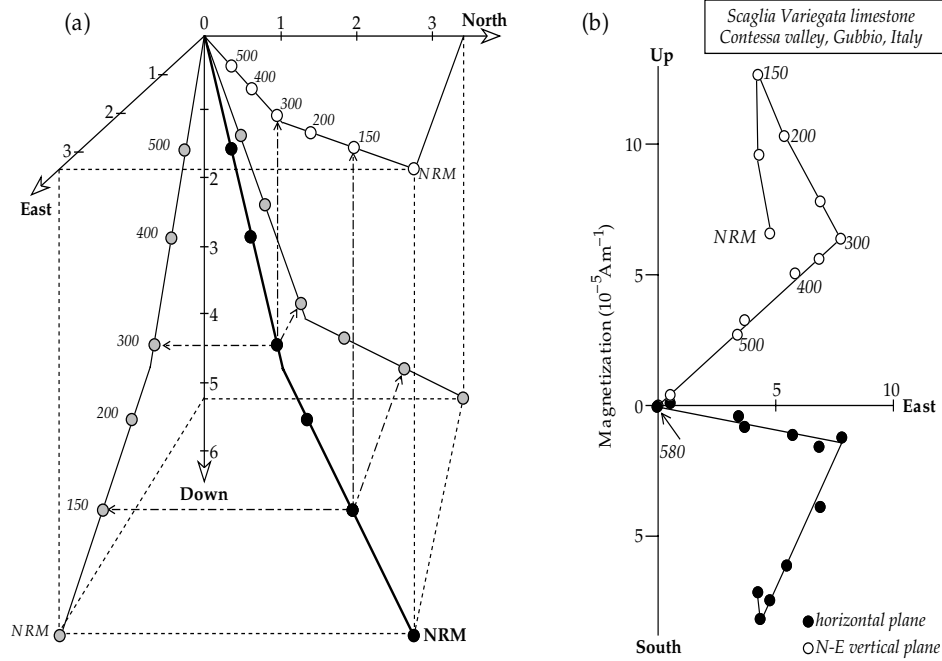 (a)
0
1
2
3
North
1
2
3
East
500
400
300
200
150
NRM
500
400
300
200
150
NRM
2
3
4
5
6
Down
NRM
(b)
Scaglia Variegata limestone
Contessa valley, Gubbio, Italy
Up
150
200
10
NRM
300
5
400
500
Magnetization (10⁻⁵Am⁻¹)
0
5
10
East
580
5
South
horizontal plane
N-E vertical plane